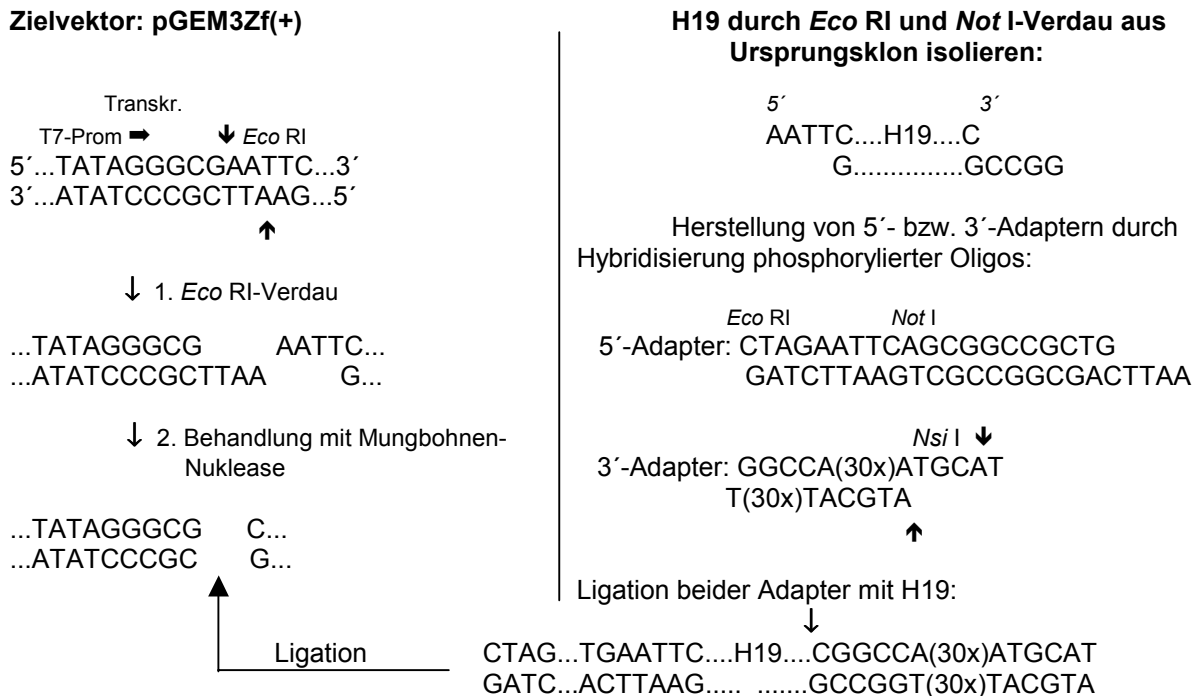 Zielvektor: pGEM3Zf(+)
Transkr.
T7-Prom ➡ 🡻 Eco RI
5´...TATAGGGCGAATTC...3´
3´...ATATCCCGCTTAAG...5´
🡹
↓ 1. Eco RI-Verdau
...TATAGGGCG AATTC...
...ATATCCCGCTTAA G...
↓ 2. Behandlung mit Mungbohnen-
Nuklease
...TATAGGGCG C...
...ATATCCCGC G...
Ligation
H19 durch Eco RI und Not I-Verdau aus
Ursprungsklon isolieren:
5´ 3´
AATTC....H19....C
G...............GCCGG
Herstellung von 5´- bzw. 3´-Adaptern durch
Hybridisierung phosphorylierter Oligos:
Eco RI Not I
5´-Adapter: CTAGAATTCAGCGGCCGCTG
GATCTTAAGTCGCCGGCGACTTAA
Nsi I 🡻
3´-Adapter: GGCCA(30x)ATGCAT
T(30x)TACGTA
🡹
Ligation beider Adapter mit H19:
↓
CTAG...TGAATTC....H19....CGGCCA(30x)ATGCAT
GATC...ACTTAAG..... .......GCCGGT(30x)TACGTA